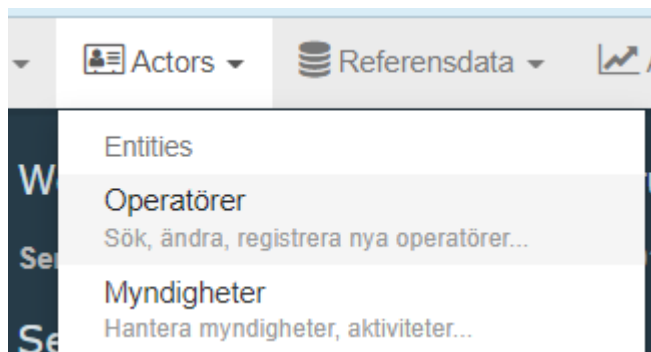 Actors Referensdata
Entities
Operatörer
Sök, ändra, registrera nya operatörer...
Myndigheter
Hantera myndigheter, aktiviteter...